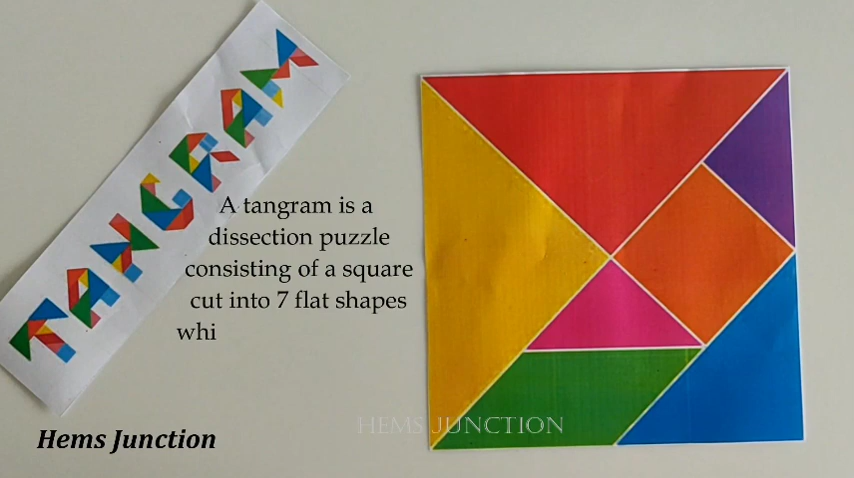 TANGRAM
A tangram is a
dissection puzzle
consisting of a square
cut into 7 flat shapes
whi
HEMS JUNCTION
Hems Junction